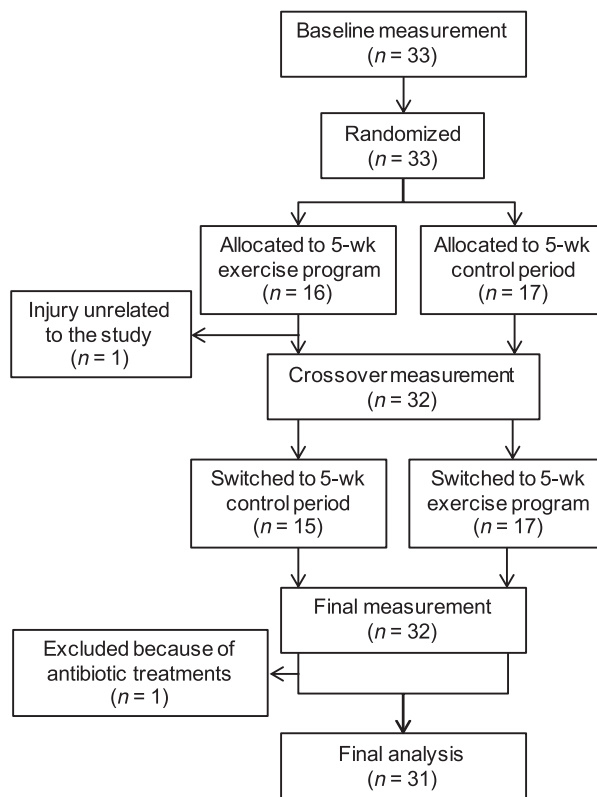 Baseline measurement
(n = 33)
Randomized
(n = 33)
Allocated to 5-wk
exercise program
(n = 16)
Allocated to 5-wk
control period
(n = 17)
Injury unrelated
to the study
(n = 1)
Crossover measurement
(n = 32)
Switched to 5-wk
control period
(n = 15)
Switched to 5-wk
exercise program
(n = 17)
Final measurement
(n = 32)
Excluded because of
antibiotic treatments
(n = 1)
Final analysis
(n = 31)